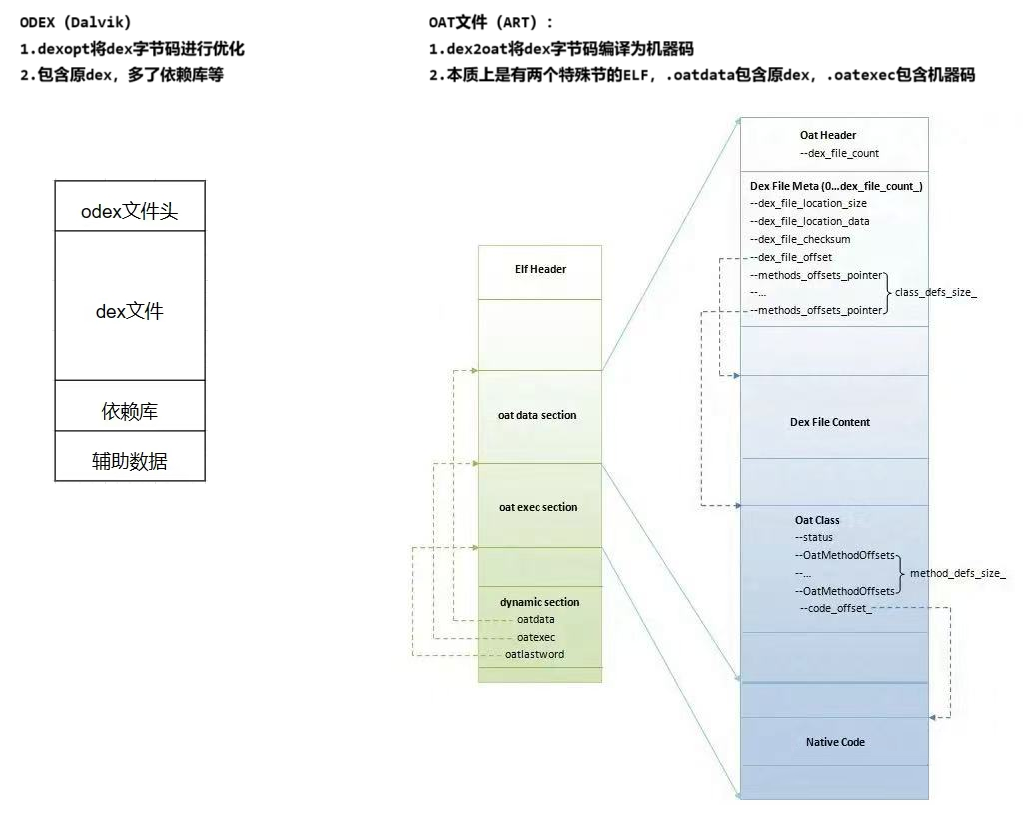 ODEX (Dalvik)
1.dexopt将dex字节码进行优化
2.包含原dex，多了依赖库等
OAT文件（ART）：
1.dex2oat将dex字节码编译为机器码
2.本质上是有两个特殊节的ELF，.oatdata包含原dex，.oatexec包含机器码
odex文件头
dex文件
依赖库
辅助数据
Elf Header
oat data section
oat exec section
dynamic section
oatdata
oatexec
oatlastword
Oat Header
--dex_file_count
Dex File Meta (0...dex_file_count_)
--dex_file_location_size
--dex_file_location_data
--dex_file_checksum
--dex_file_offset
--methods_offsets_pointer
--...
class_defs_size_
--methods_offsets_pointer
Dex File Content
Oat Class
--status
--OatMethodOffsets
--...
method_defs_size_
--OatMethodOffsets
--code_offset_
Native Code